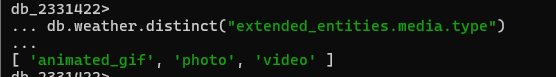 db_2331422>
... db.weather.distinct("extended_entities.media.type")
...
[ 'animated_gif', 'photo', 'video' ]
db_2331422>